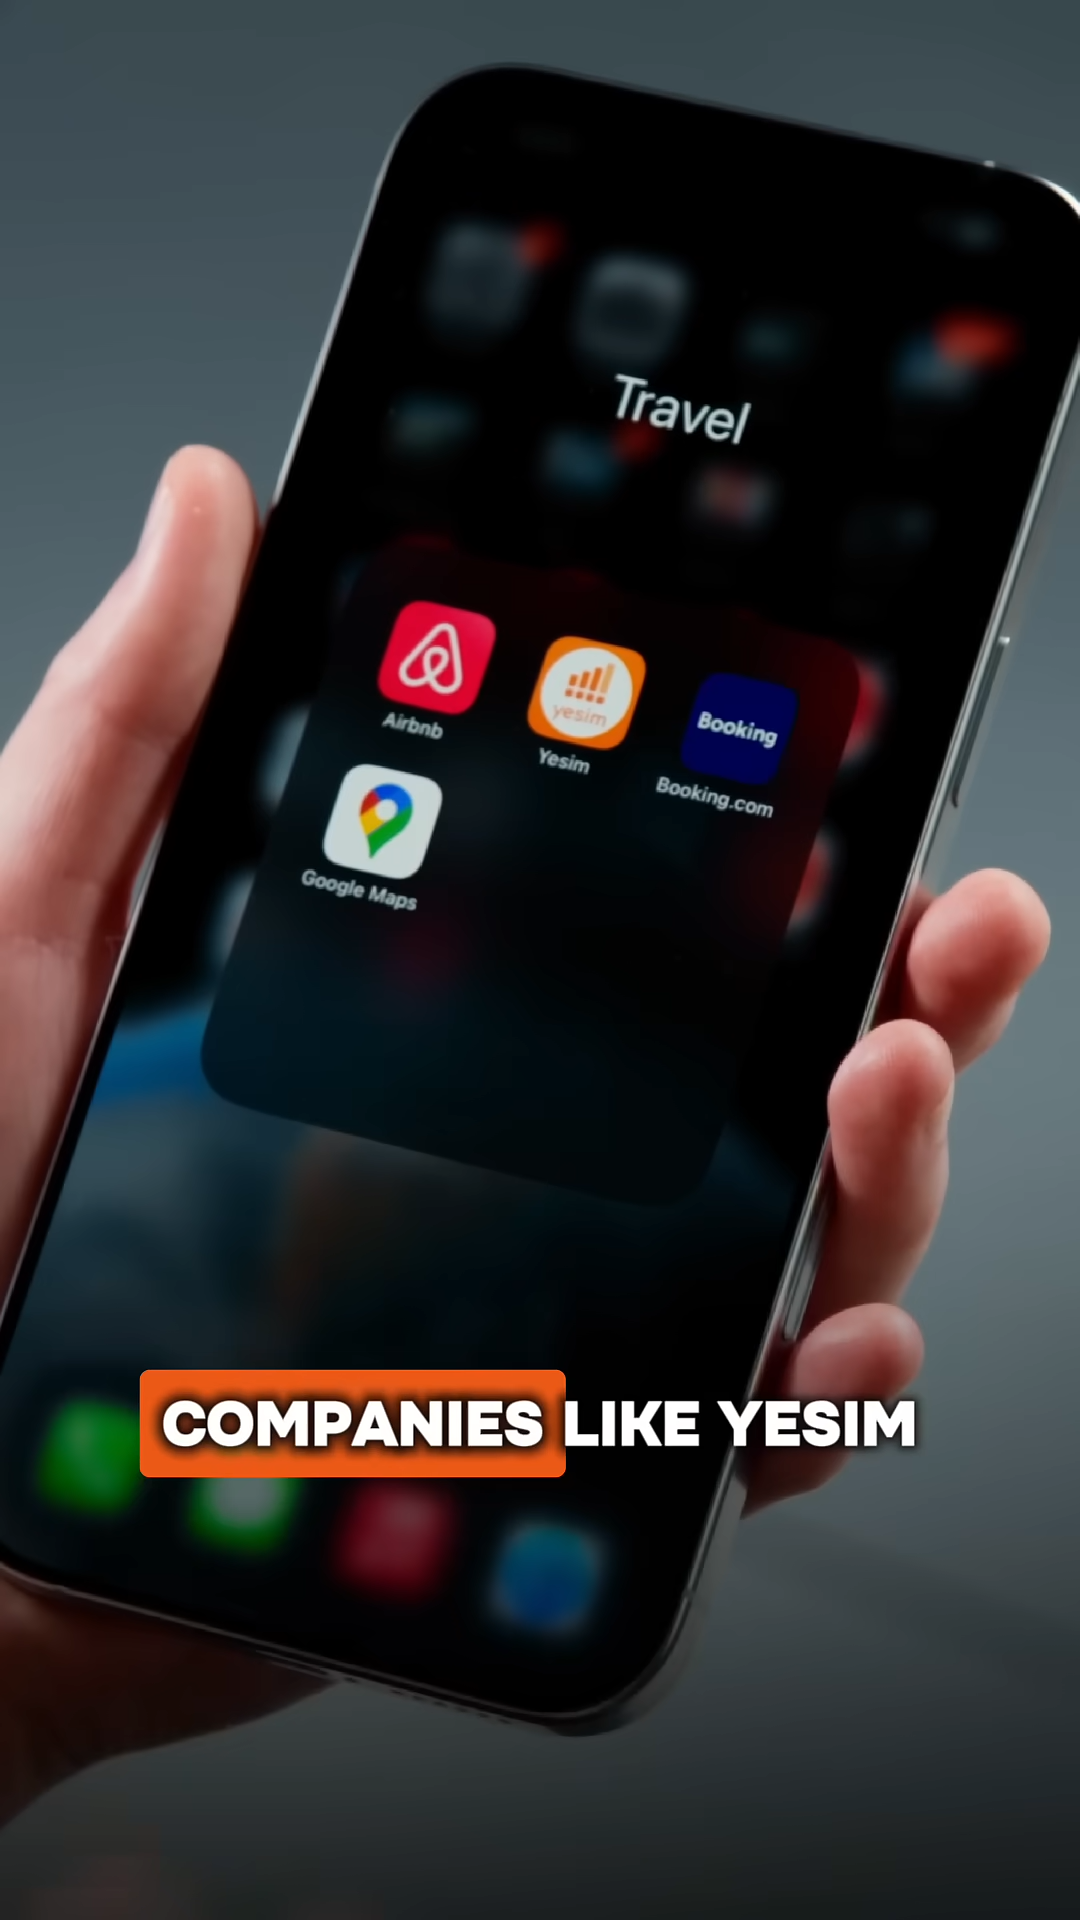 Travel
yesim
Booking
Airbnb
Yesim
Booking.com
Google Maps
COMPANIES LIKE YESIM